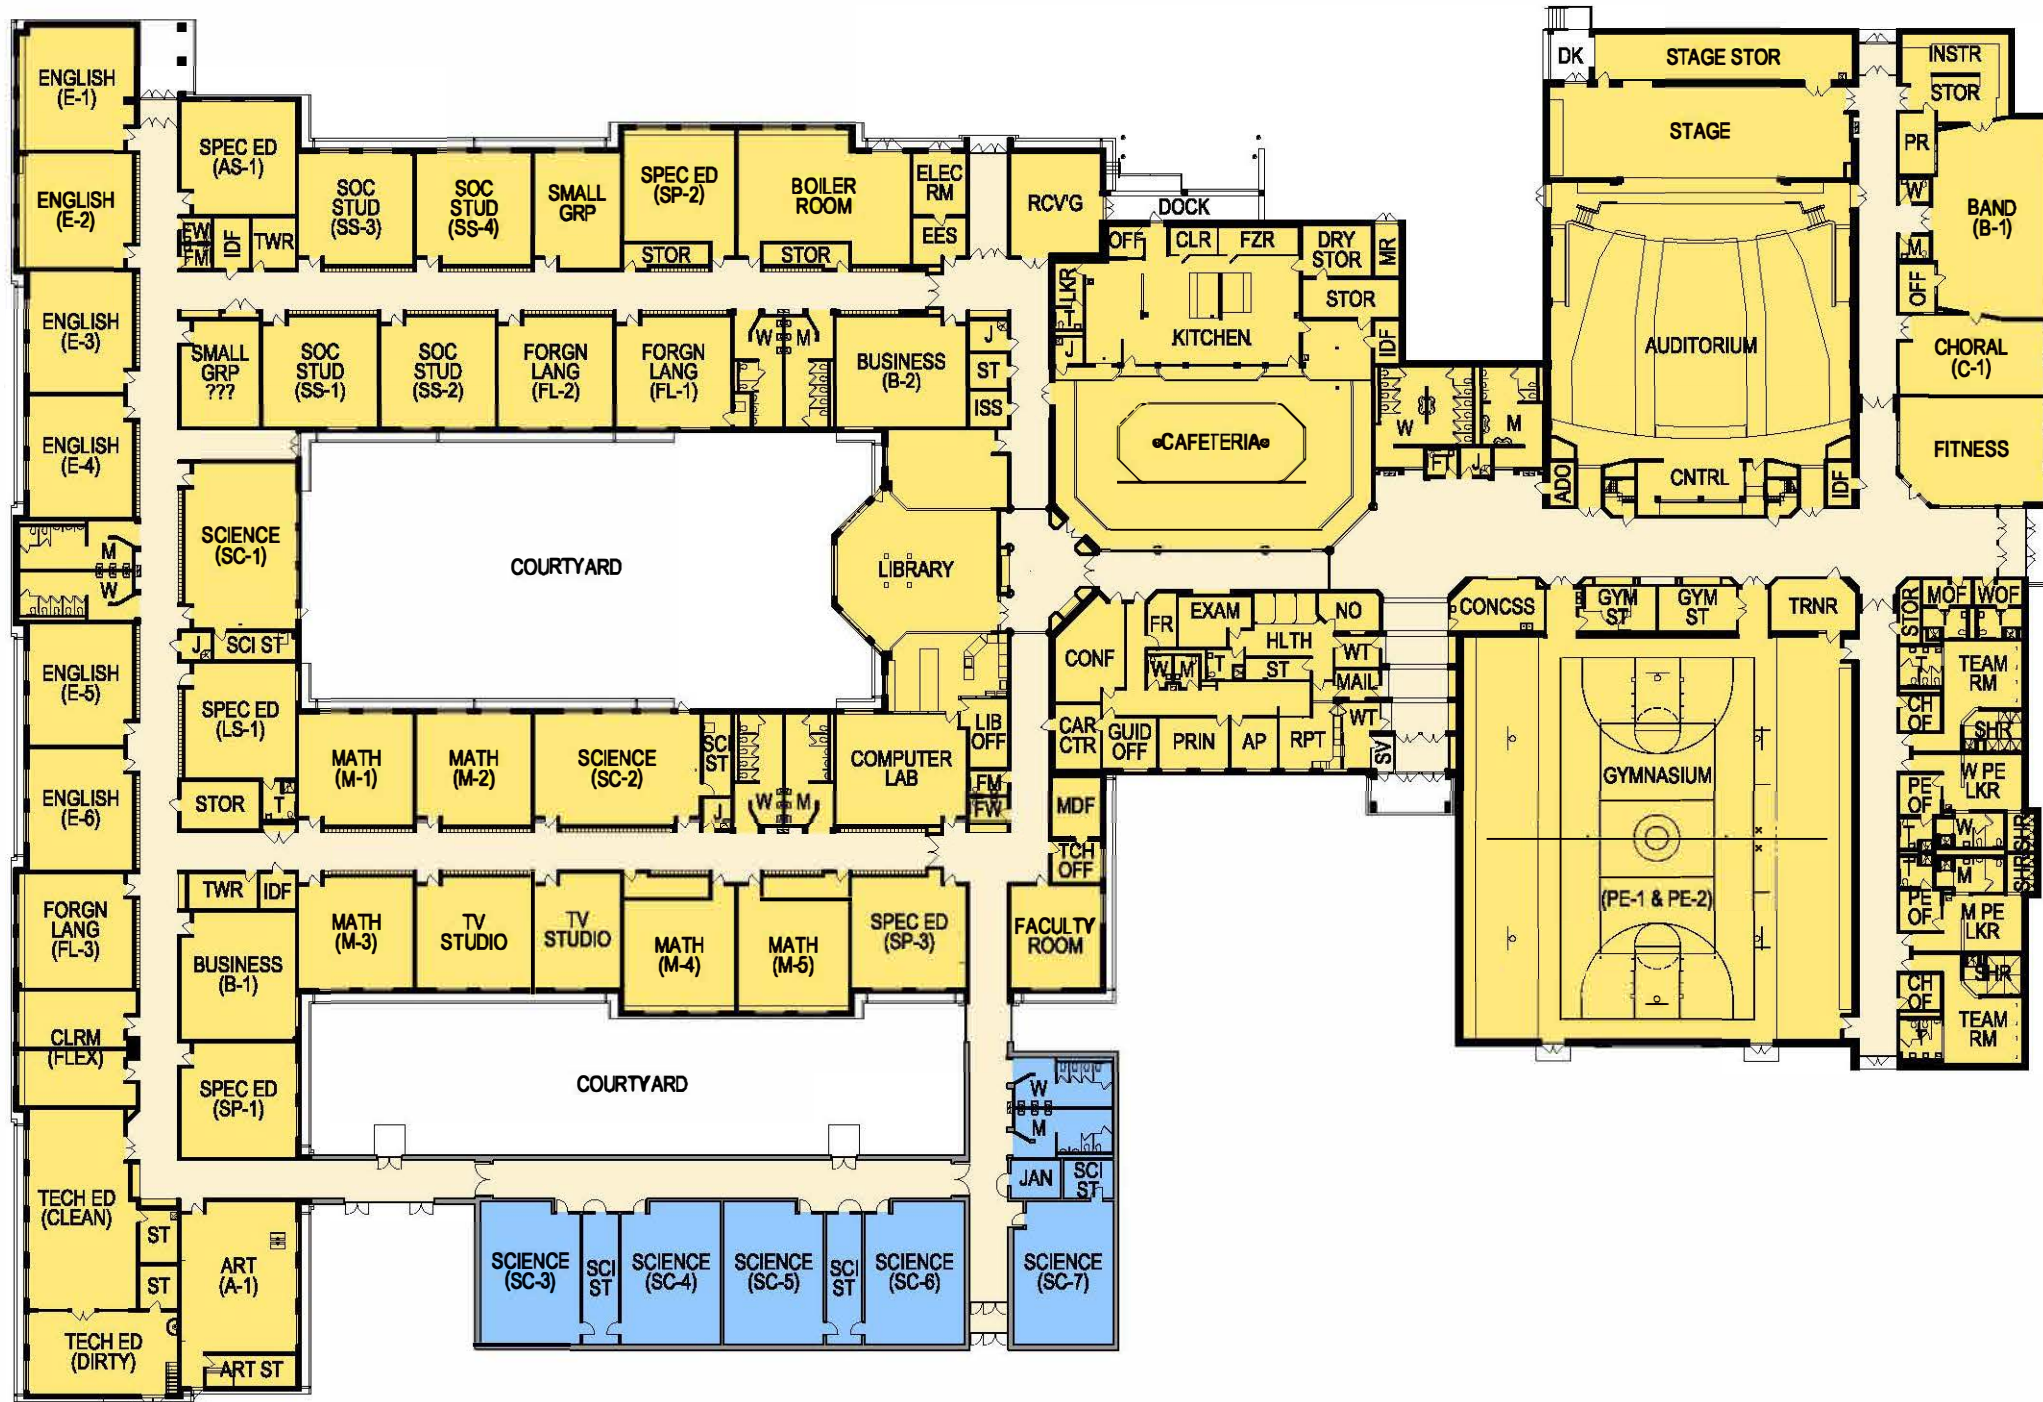 ENGLISH
(E-1)
ENGLISH
(E-2)
ENGLISH
(E-3)
ENGLISH
(E-4)
M
W
ENGLISH
(E-5)
ENGLISH
(E-6)
FORGN
LANG
(FL-3)
CLRM
(FLEX)
TECH ED
(CLEAN)
ST
ST
TECH ED
(DIRTY)
ART
(A-1)
ART ST
SPEC ED
(AS-1)
FW
FM
IDF
TWR
SOC
STUD
(SS-3)
SOC
STUD
(SS-4)
SMALL
GRP
SPEC ED
(SP-2)
STOR
BOILER
ROOM
STOR
ELEC
RM
EES
RCV'G
SMALL
GRP
???
SOC
STUD
(SS-1)
SOC
STUD
(SS-2)
FORGN
LANG
(FL-2)
FORGN
LANG
(FL-1)
W
M
BUSINESS
(B-2)
J
ST
ISS
SCIENCE
(SC-1)
J
SCI ST
SPEC ED
(LS-1)
STOR
T
COURTYARD
LIBRARY
MATH
(M-1)
MATH
(M-2)
SCIENCE
(SC-2)
SCI
ST
J
W
M
COMPUTER
LAB
LIB
OFF
FM
FW
TWR
IDF
BUSINESS
(B-1)
SPEC ED
(SP-1)
MATH
(M-3)
TV
STUDIO
TV
STUDIO
MATH
(M-4)
MATH
(M-5)
SPEC ED
(SP-3)
MDF
TCH
OFF
FACULTY
ROOM
COURTYARD
W
M
JAN
SCI
ST
SCIENCE
(SC-3)
SCI
ST
SCIENCE
(SC-4)
SCIENCE
(SC-5)
SCI
ST
SCIENCE
(SC-6)
SCIENCE
(SC-7)
DOCK
OFF
CLR
FZR
DRY
STOR
MR
LKR
T
J
STOR
KITCHEN
IDF
CAFETERIA
W
M
F
J
CONF
FR
EXAM
W
M
T
HLTH
ST
NO
WT
MAIL
WT
SV
CAR
CTR
GUID
OFF
PRIN
AP
RPT
DK
STAGE STOR
STAGE
AUDITORIUM
CNTRL
ADO
IDF
INSTR
STOR
PR
W
M
OFF
BAND
(B-1)
CHORAL
(C-1)
FITNESS
CONCSS
GYM
ST
GYM
ST
TRNR
GYMNASIUM
(PE-1 & PE-2)
STOR
MOF
WOF
T
TEAM
RM
CH
OF
SHR
W PE
LKR
PE
OF
T
W
SHR
T
M
SHR
PE
OF
M PE
LKR
SHR
CH
OF
T
TEAM
RM